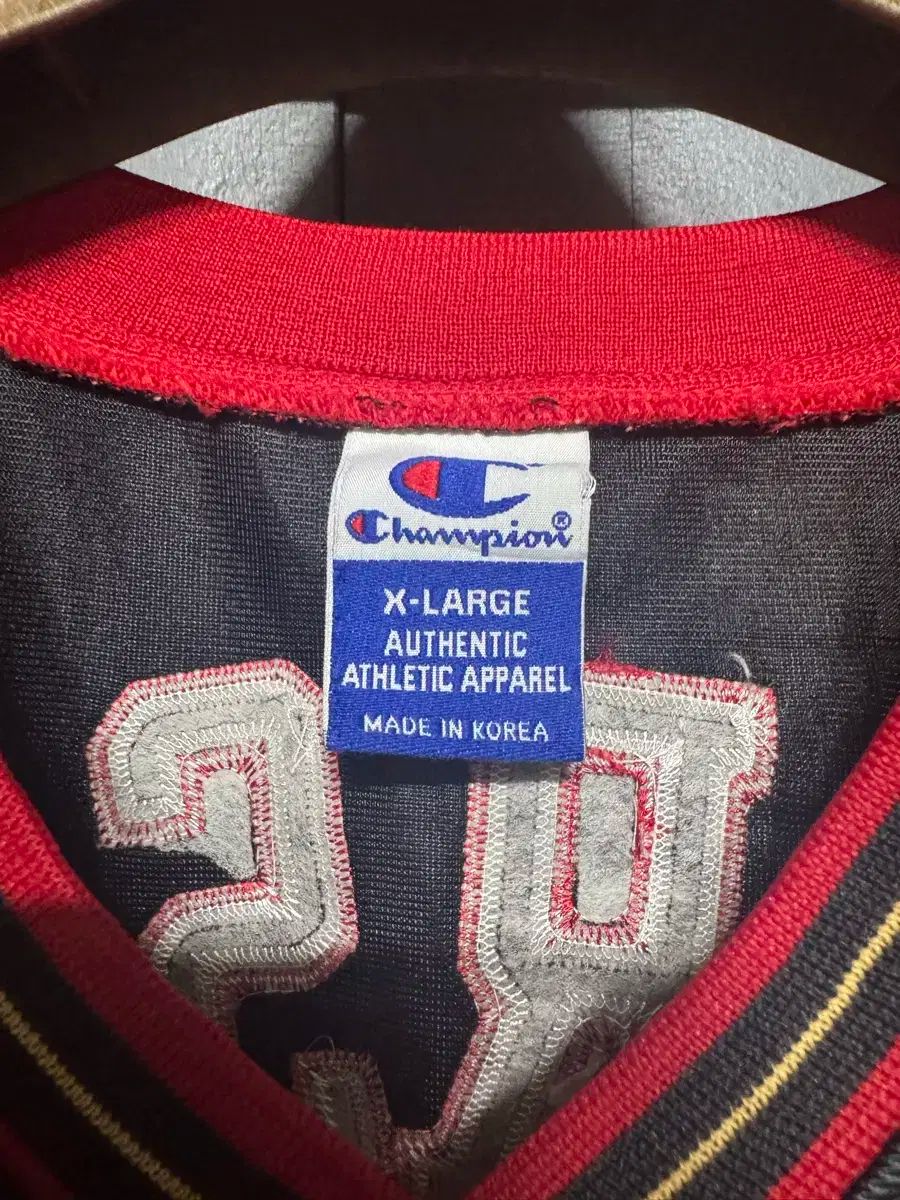 Champion®
X-LARGE
AUTHENTIC
ATHLETIC APPAREL
MADE IN KOREA